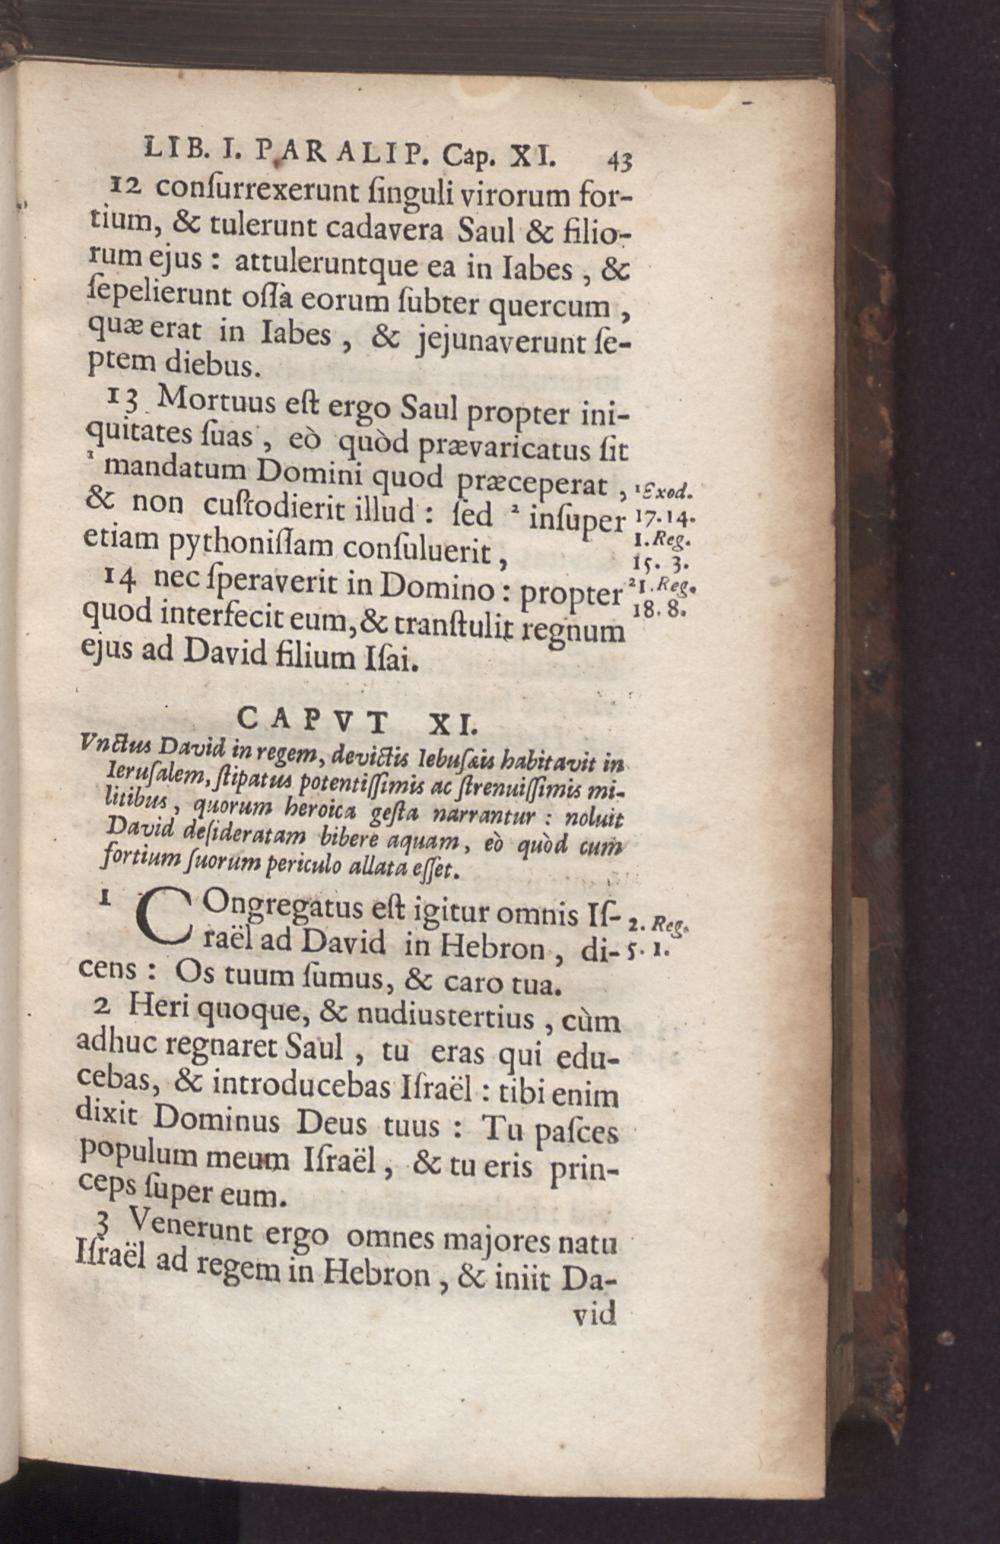 LIB. I. PARALIP. Cap. XI. 43
12 conſurrexerunt ſinguli virorum for-
tium, & tulerunt cadavera Saul & filio-
rum ejus : attuleruntque ea in Iabes , &
ſepelierunt oſſa eorum ſubter quercum ,
quæ erat in Iabes , & jejunaverunt ſe-
ptem diebus.
13 Mortuus eſt ergo Saul propter ini-
quitates ſuas , eò quòd prævaricatus ſit
¹ mandatum Domini quod præceperat ,
& non cuſtodierit illud : ſed ² inſuper
etiam pythoniſſam conſuluerit ,
14 nec ſperaverit in Domino : propter
quod interfecit eum, & tranſtulit regnum
ejus ad David filium Iſai.
¹ Exod.
17. 14.
1. Reg.
15. 3.
² 1. Reg.
18. 8.
CAPVT XI.
Vnctus David in regem, devictis Iebuſæis habitavit in
Ieruſalem, ſtipatus potentiſſimis ac ſtrenuiſſimis mi-
litibus , quorum heroica geſta narrantur : noluit
David deſideratam bibere aquam , eò quòd cum
fortium ſuorum periculo allata eſſet.
1 COngregatus eſt igitur omnis Iſ-
raël ad David in Hebron , di-
cens : Os tuum ſumus, & caro tua.
2. Reg.
5. 1.
2 Heri quoque, & nudiustertius , cùm
adhuc regnaret Saul , tu eras qui edu-
cebas, & introducebas Iſraël : tibi enim
dixit Dominus Deus tuus : Tu paſces
populum meum Iſraël , & tu eris prin-
ceps ſuper eum.
3 Venerunt ergo omnes majores natu
Iſraël ad regem in Hebron , & iniit Da-
vid